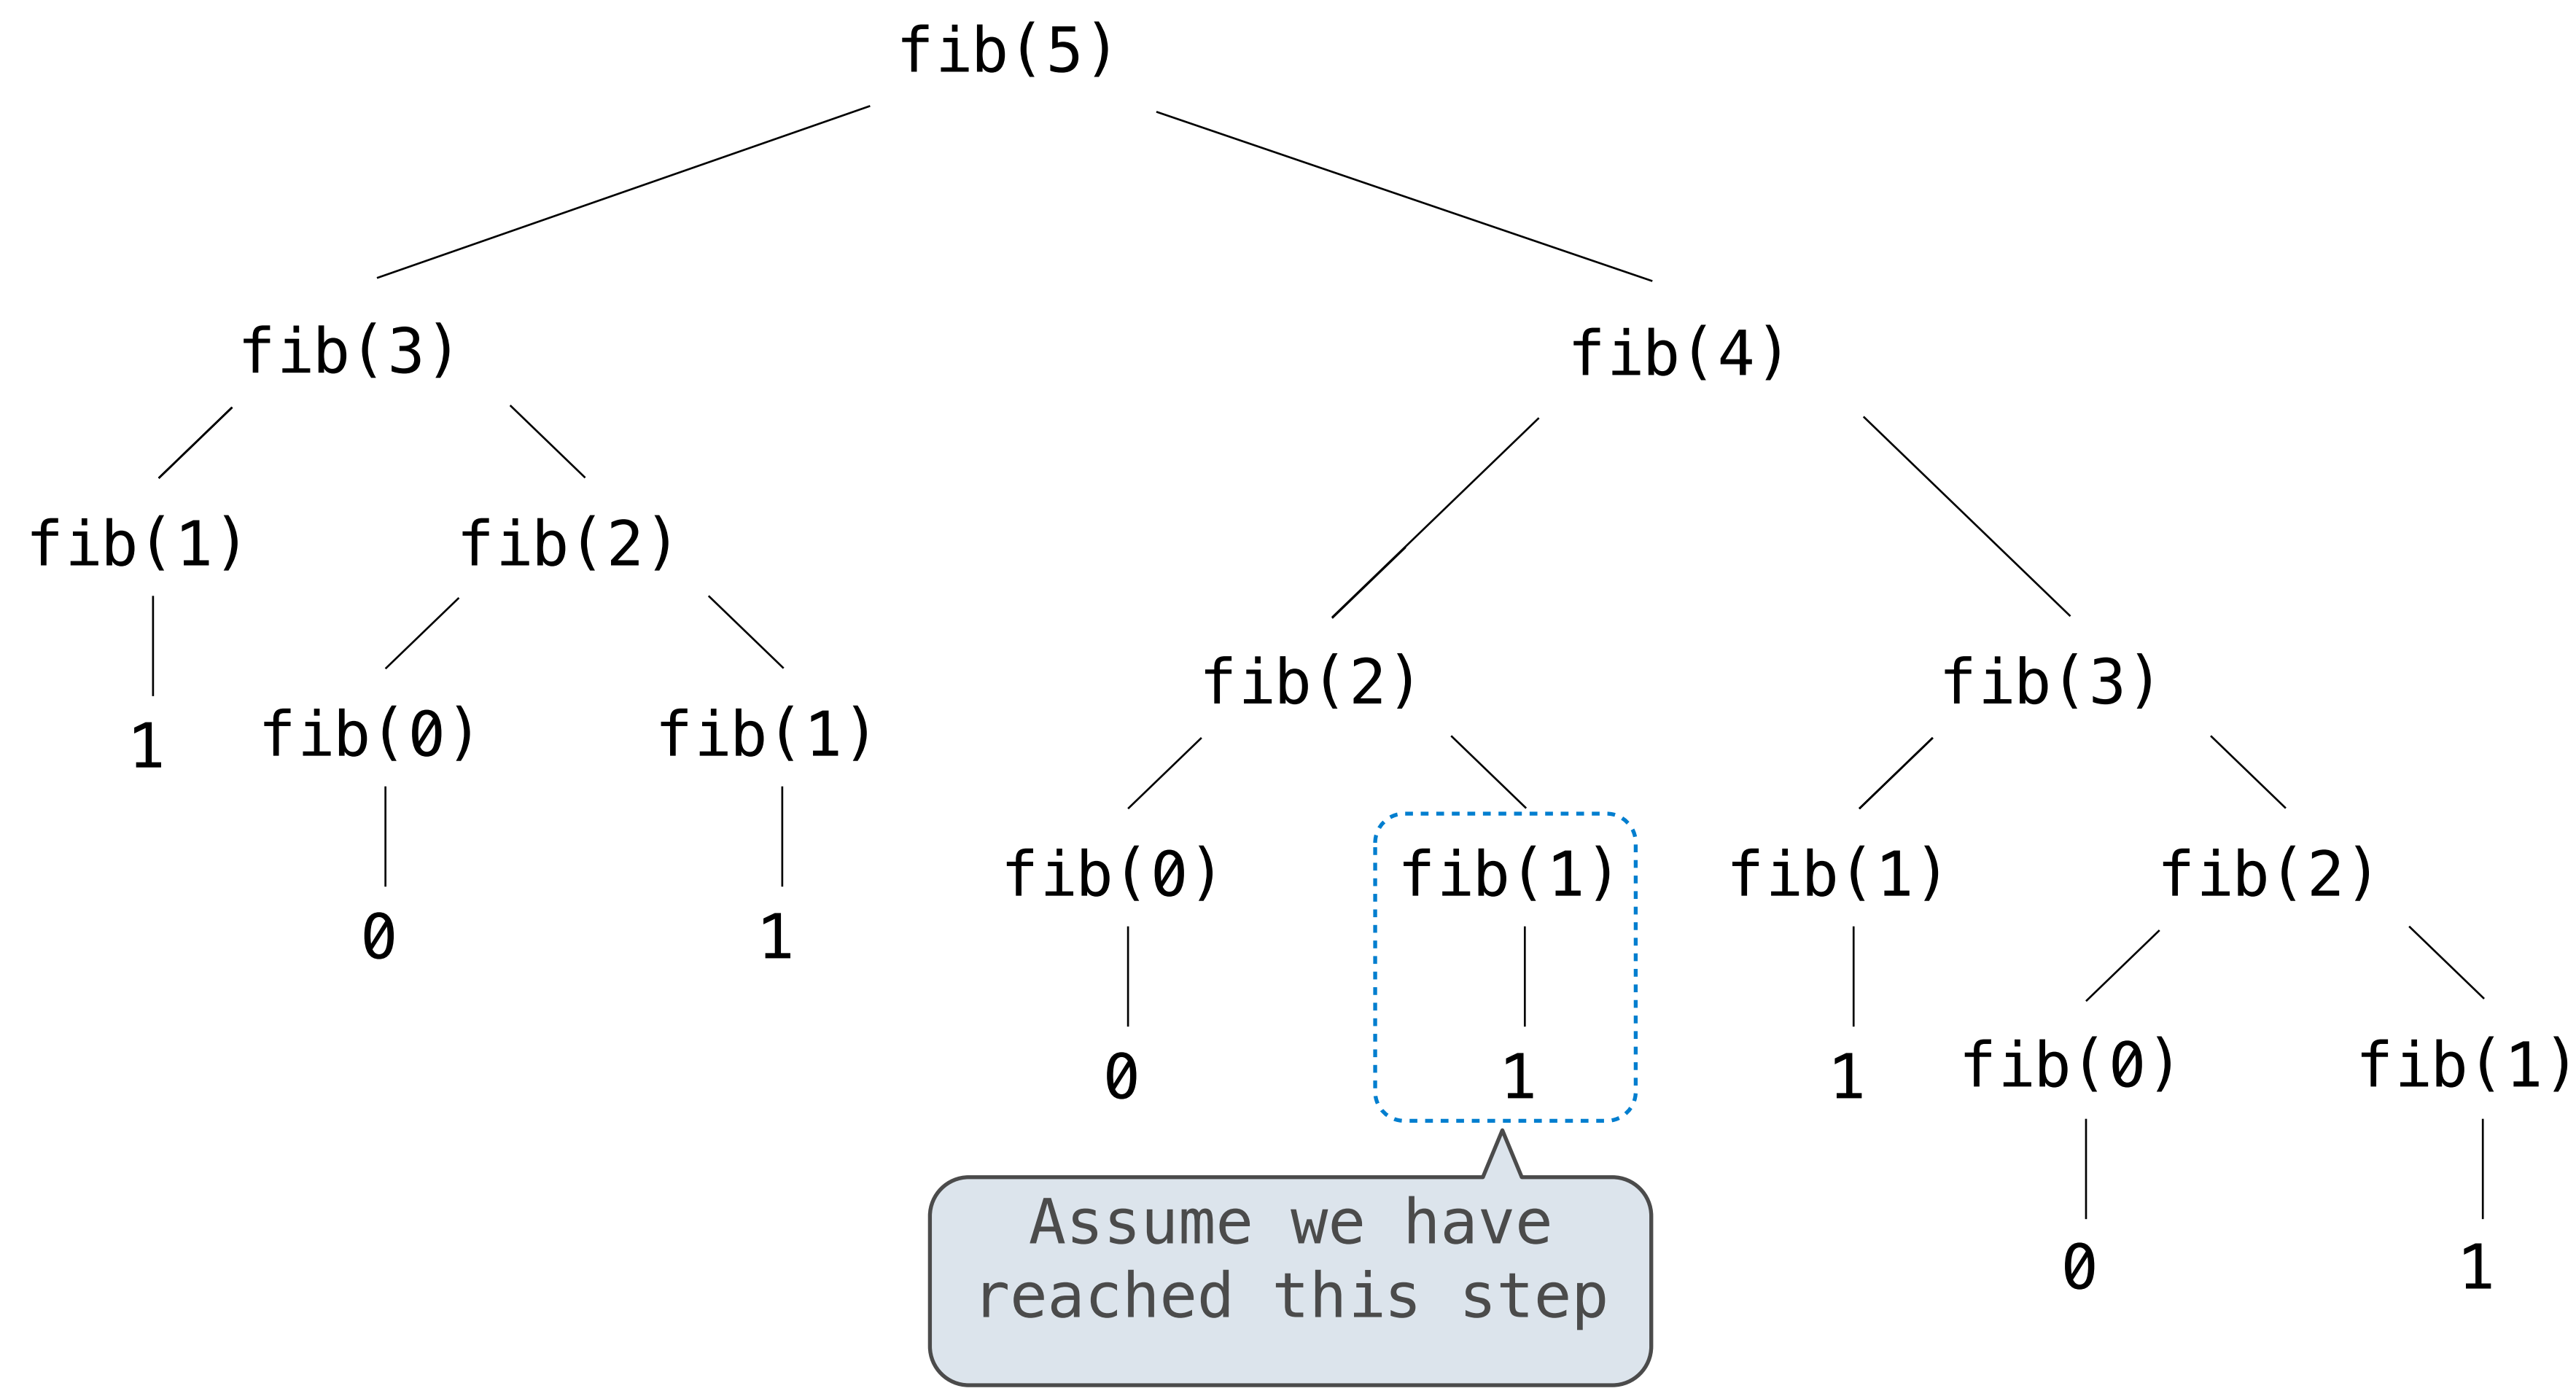 fib(5)
fib(3)
fib(4)
fib(1)
fib(2)
fib(2)
fib(3)
1
fib(0)
fib(1)
fib(0)
fib(1)
fib(1)
fib(2)
0
1
0
1
1
fib(0)
fib(1)
Assume we have
reached this step
0
1